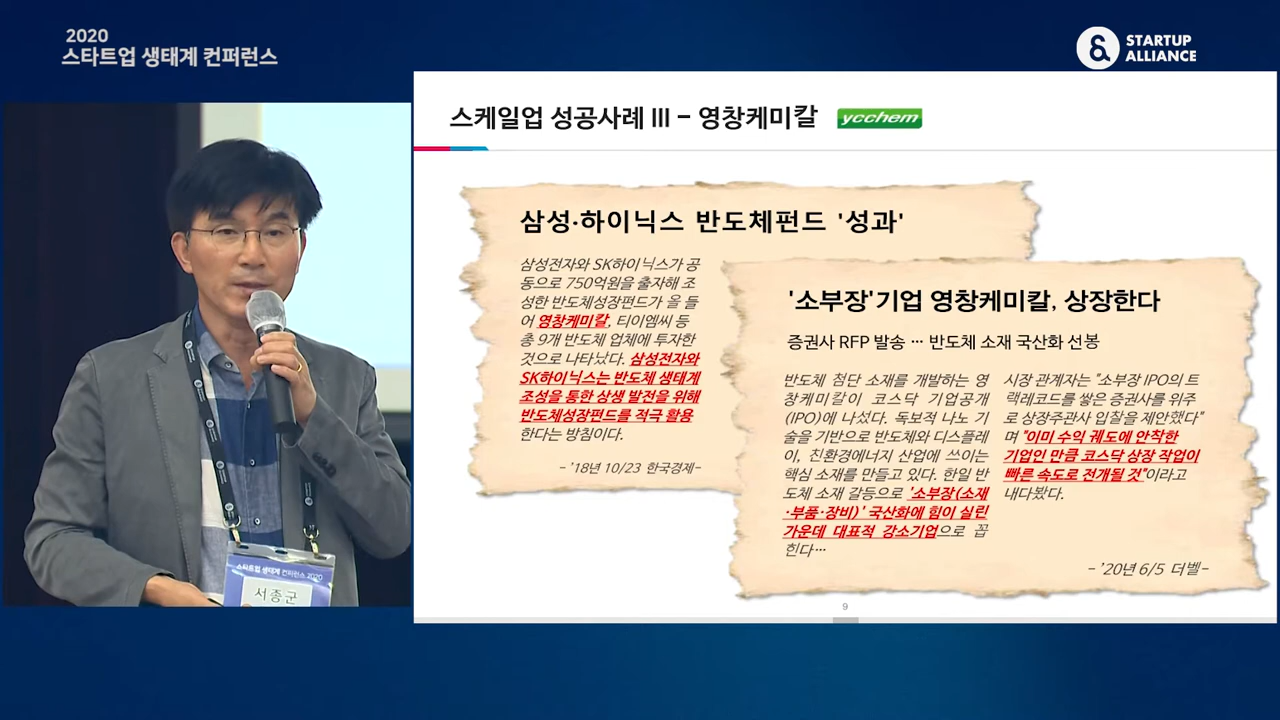 2020
스타트업 생태계 컨퍼런스
STARTUP
ALLIANCE
스케일업 성공사례 III - 영창케미칼
ycchem
삼성·하이닉스 반도체펀드 '성과'
삼성전자와 SK하이닉스가 공
동으로 750억원을 출자해 조
성한 반도체성장펀드가 올 들
어 영창케미칼, 티이엠씨 등
총 9개 반도체 업체에 투자한
것으로 나타났다. 삼성전자와
SK하이닉스는 반도체 생태계
조성을 통한 상생 발전을 위해
반도체성장펀드를 적극 활용
한다는 방침이다.
- '18년 10/23 한국경제-
'소부장'기업 영창케미칼, 상장한다
증권사 RFP 발송 … 반도체 소재 국산화 선봉
반도체 첨단 소재를 개발하는 영
창케미칼이 코스닥 기업공개
(IPO)에 나섰다. 독보적 나노 기
술을 기반으로 반도체와 디스플레
이, 친환경에너지 산업에 쓰이는
핵심 소재를 만들고 있다. 한일 반
도체 소재 갈등으로 '소부장(소재
·부품·장비)' 국산화에 힘이 실린
가운데 대표적 강소기업으로 꼽
힌다…
시장 관계자는 "소부장 IPO의 트
랙레코드를 쌓은 증권사를 위주
로 상장주관사 입찰을 제안했다"
며 "이미 수익 궤도에 안착한
기업인 만큼 코스닥 상장 작업이
빠른 속도로 전개될 것"이라고
내다봤다.
- '20년 6/5 더벨-
9
스타트업 생태계 컨퍼런스 2020
서종군